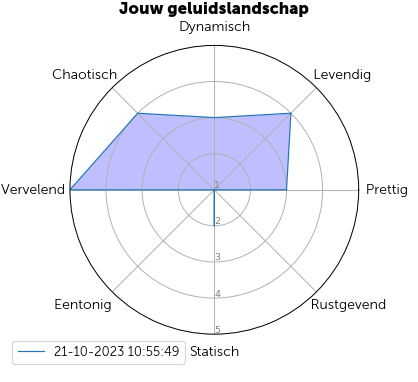 Jouw geluidslandschap
Dynamisch
Chaotisch
Levendig
Vervelend
1
Prettig
2
3
4
Eentonig
Rustgevend
5
21-10-2023 10:55:49
Statisch